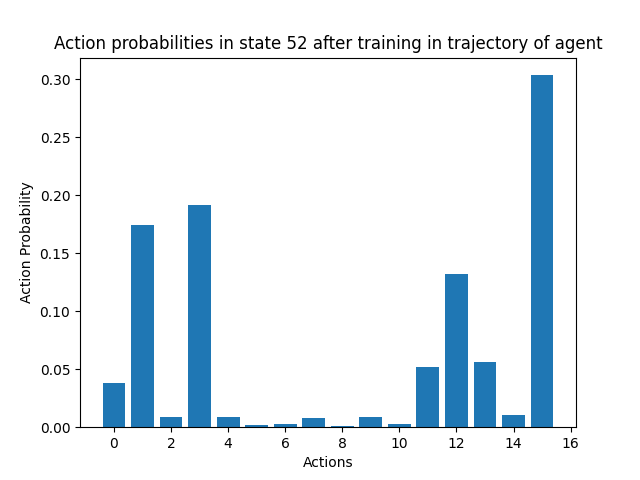 Action probabilities in state 52 after training in trajectory of agent
0.30
0.25
0.20
0.15
0.10
0.05
0.00
Action Probability
0 2 4 6 8 10 12 14 16
Actions